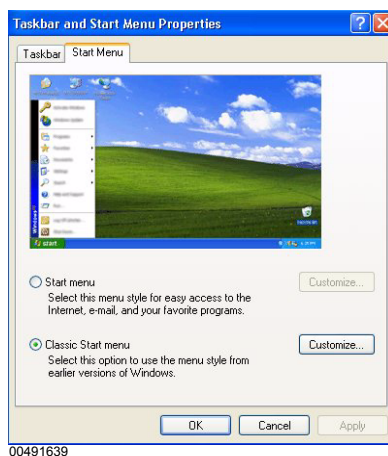 Taskbar and Start Menu Properties
Taskbar
Start Menu
start
Start menu
Customize...
Select this menu style for easy access to the
Internet, e-mail, and your favorite programs.
Classic Start menu
Customize...
Select this option to use the menu style from
earlier versions of Windows.
OK
Cancel
Apply
00491639